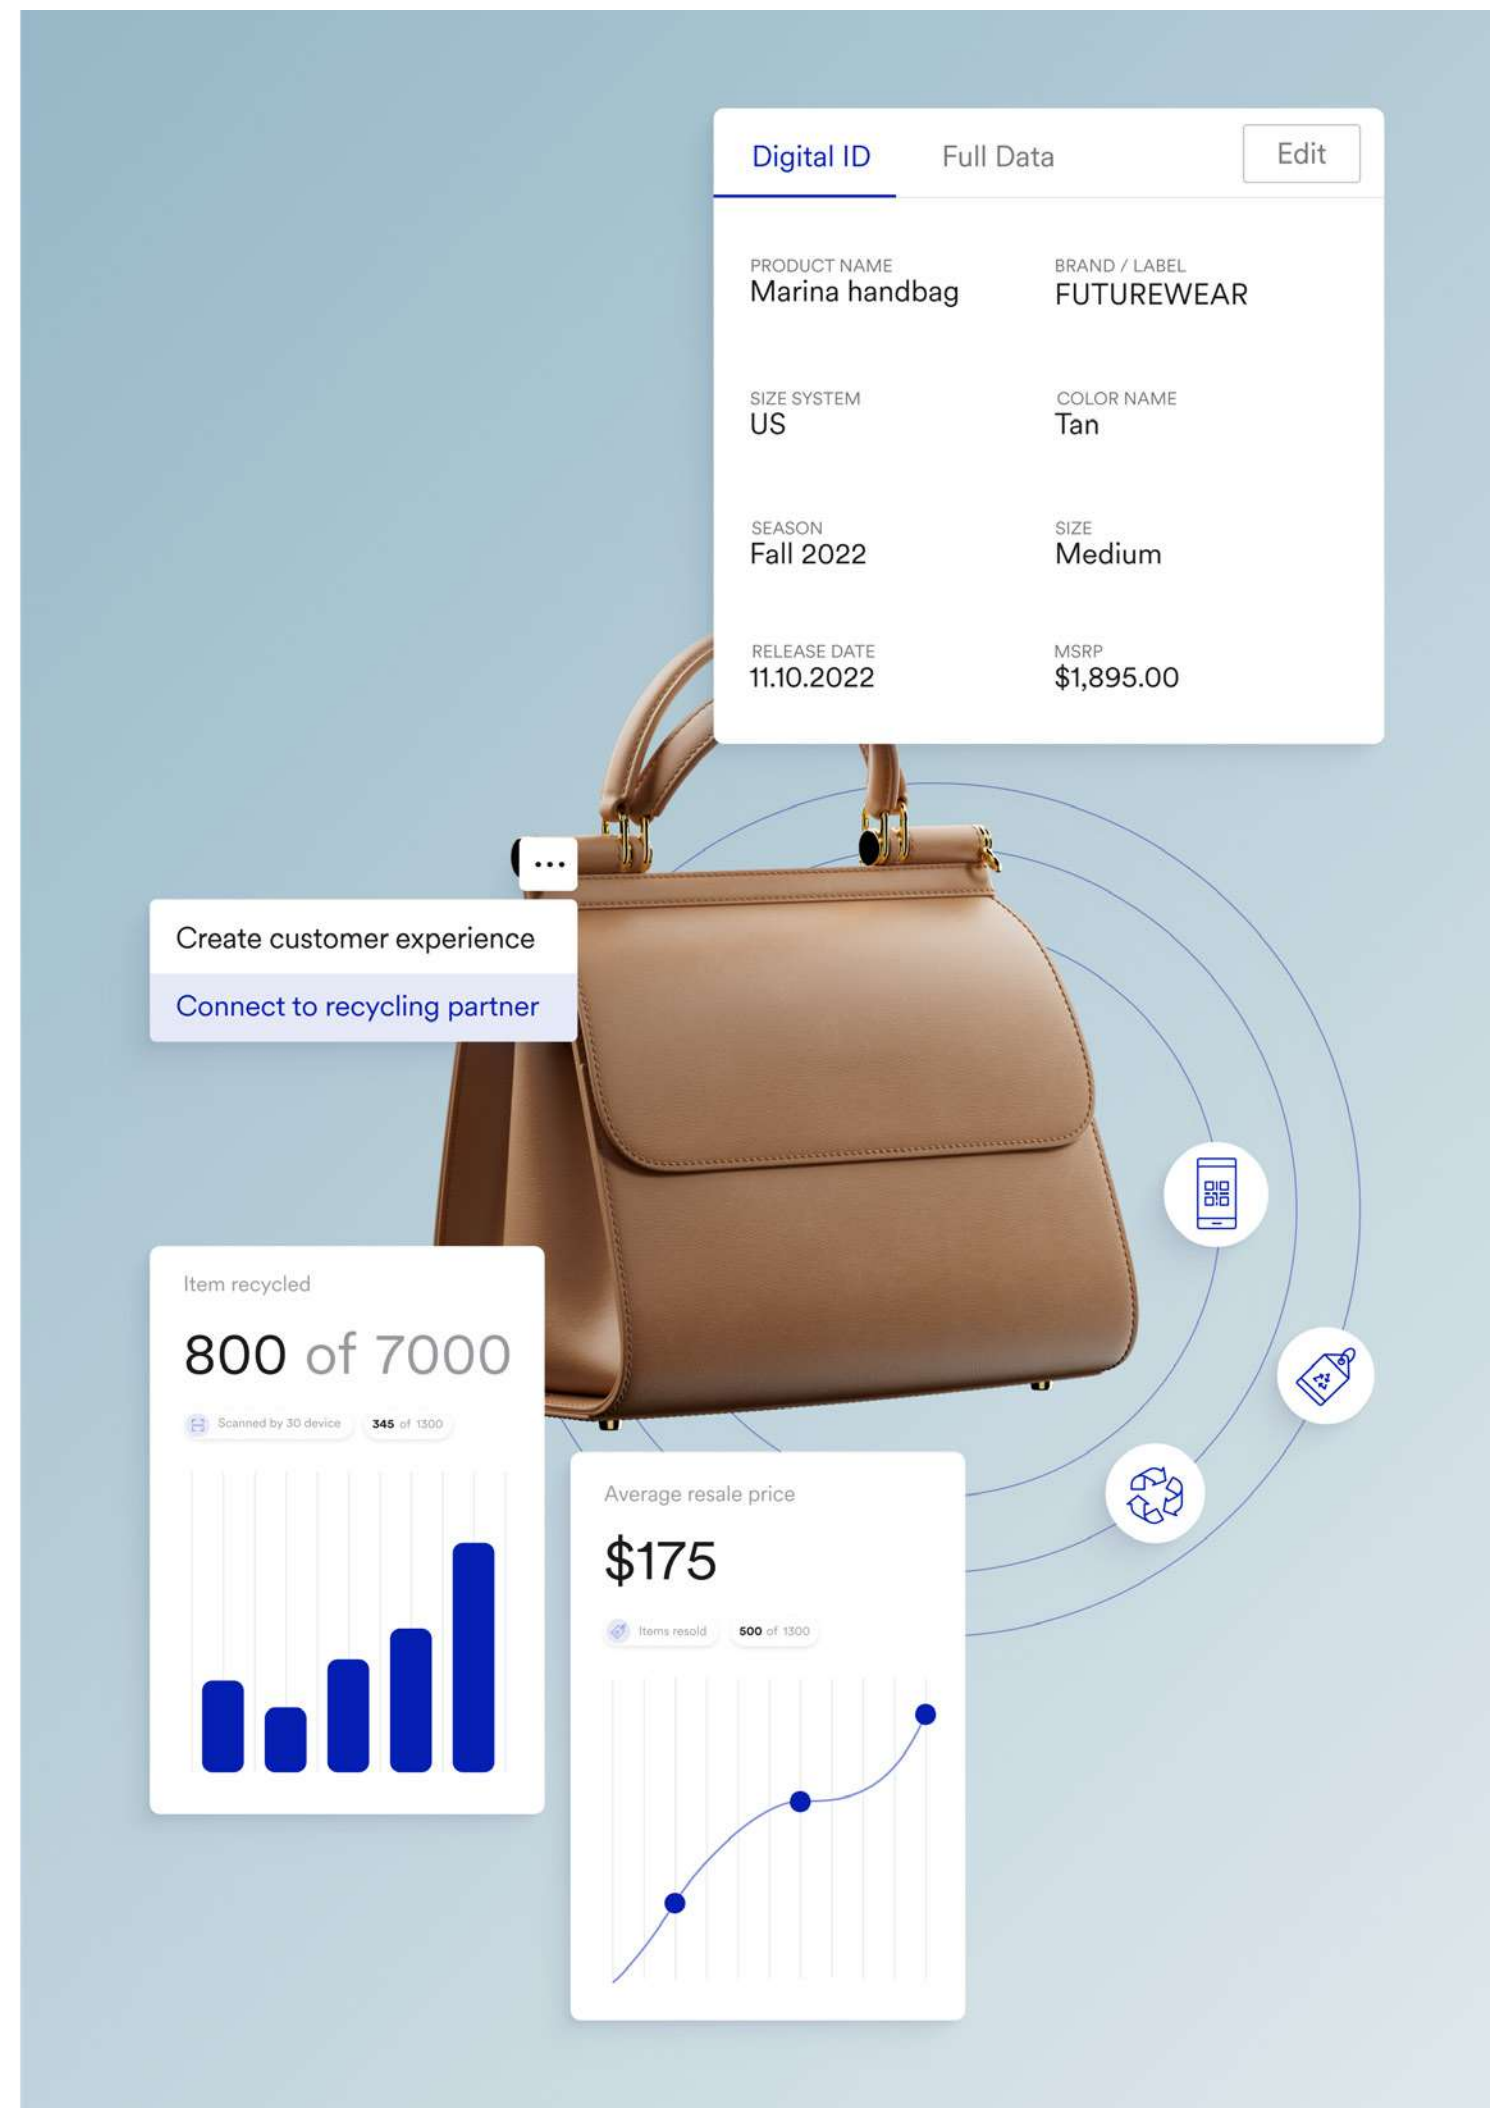 Digital ID Full Data Edit
PRODUCT NAME BRAND / LABEL
Marina handbag FUTUREWEAR
SIZE SYSTEM COLOR NAME
US Tan
SEASON SIZE
Fall 2022 Medium
RELEASE DATE MSRP
11.10.2022 $1,895.00
...
Create customer experience
Connect to recycling partner
Item recycled
800 of 7000
Scanned by 30 device 345 of 1300
Average resale price
$175
Items resold 500 of 1300